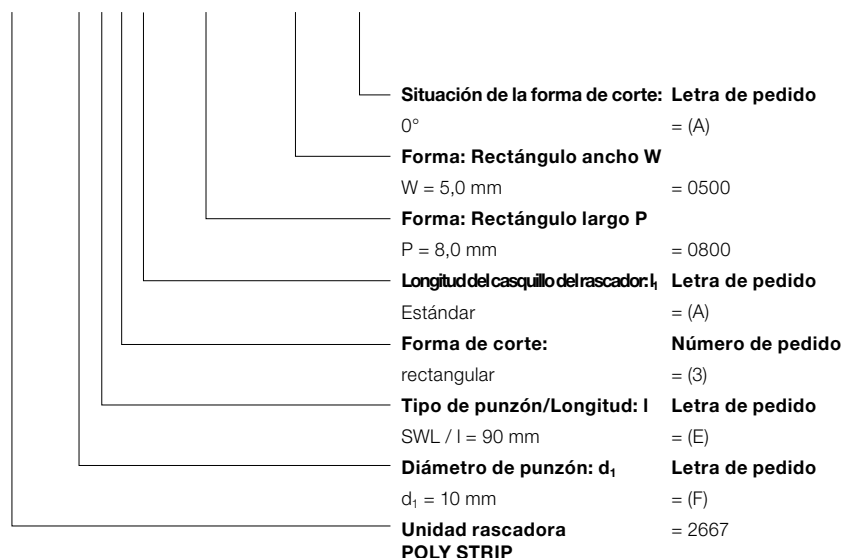 Situación de la forma de corte: Letra de pedido
0° = (A)
Forma: Rectángulo ancho W
W = 5,0 mm = 0500
Forma: Rectángulo largo P
P = 8,0 mm = 0800
Longitud del casquillo del rascador: l₁ Letra de pedido
Estándar = (A)
Forma de corte: Número de pedido
rectangular = (3)
Tipo de punzón/Longitud: l Letra de pedido
SWL / l = 90 mm = (E)
Diámetro de punzón: d₁ Letra de pedido
d₁ = 10 mm = (F)
Unidad rascadora = 2667
POLY STRIP